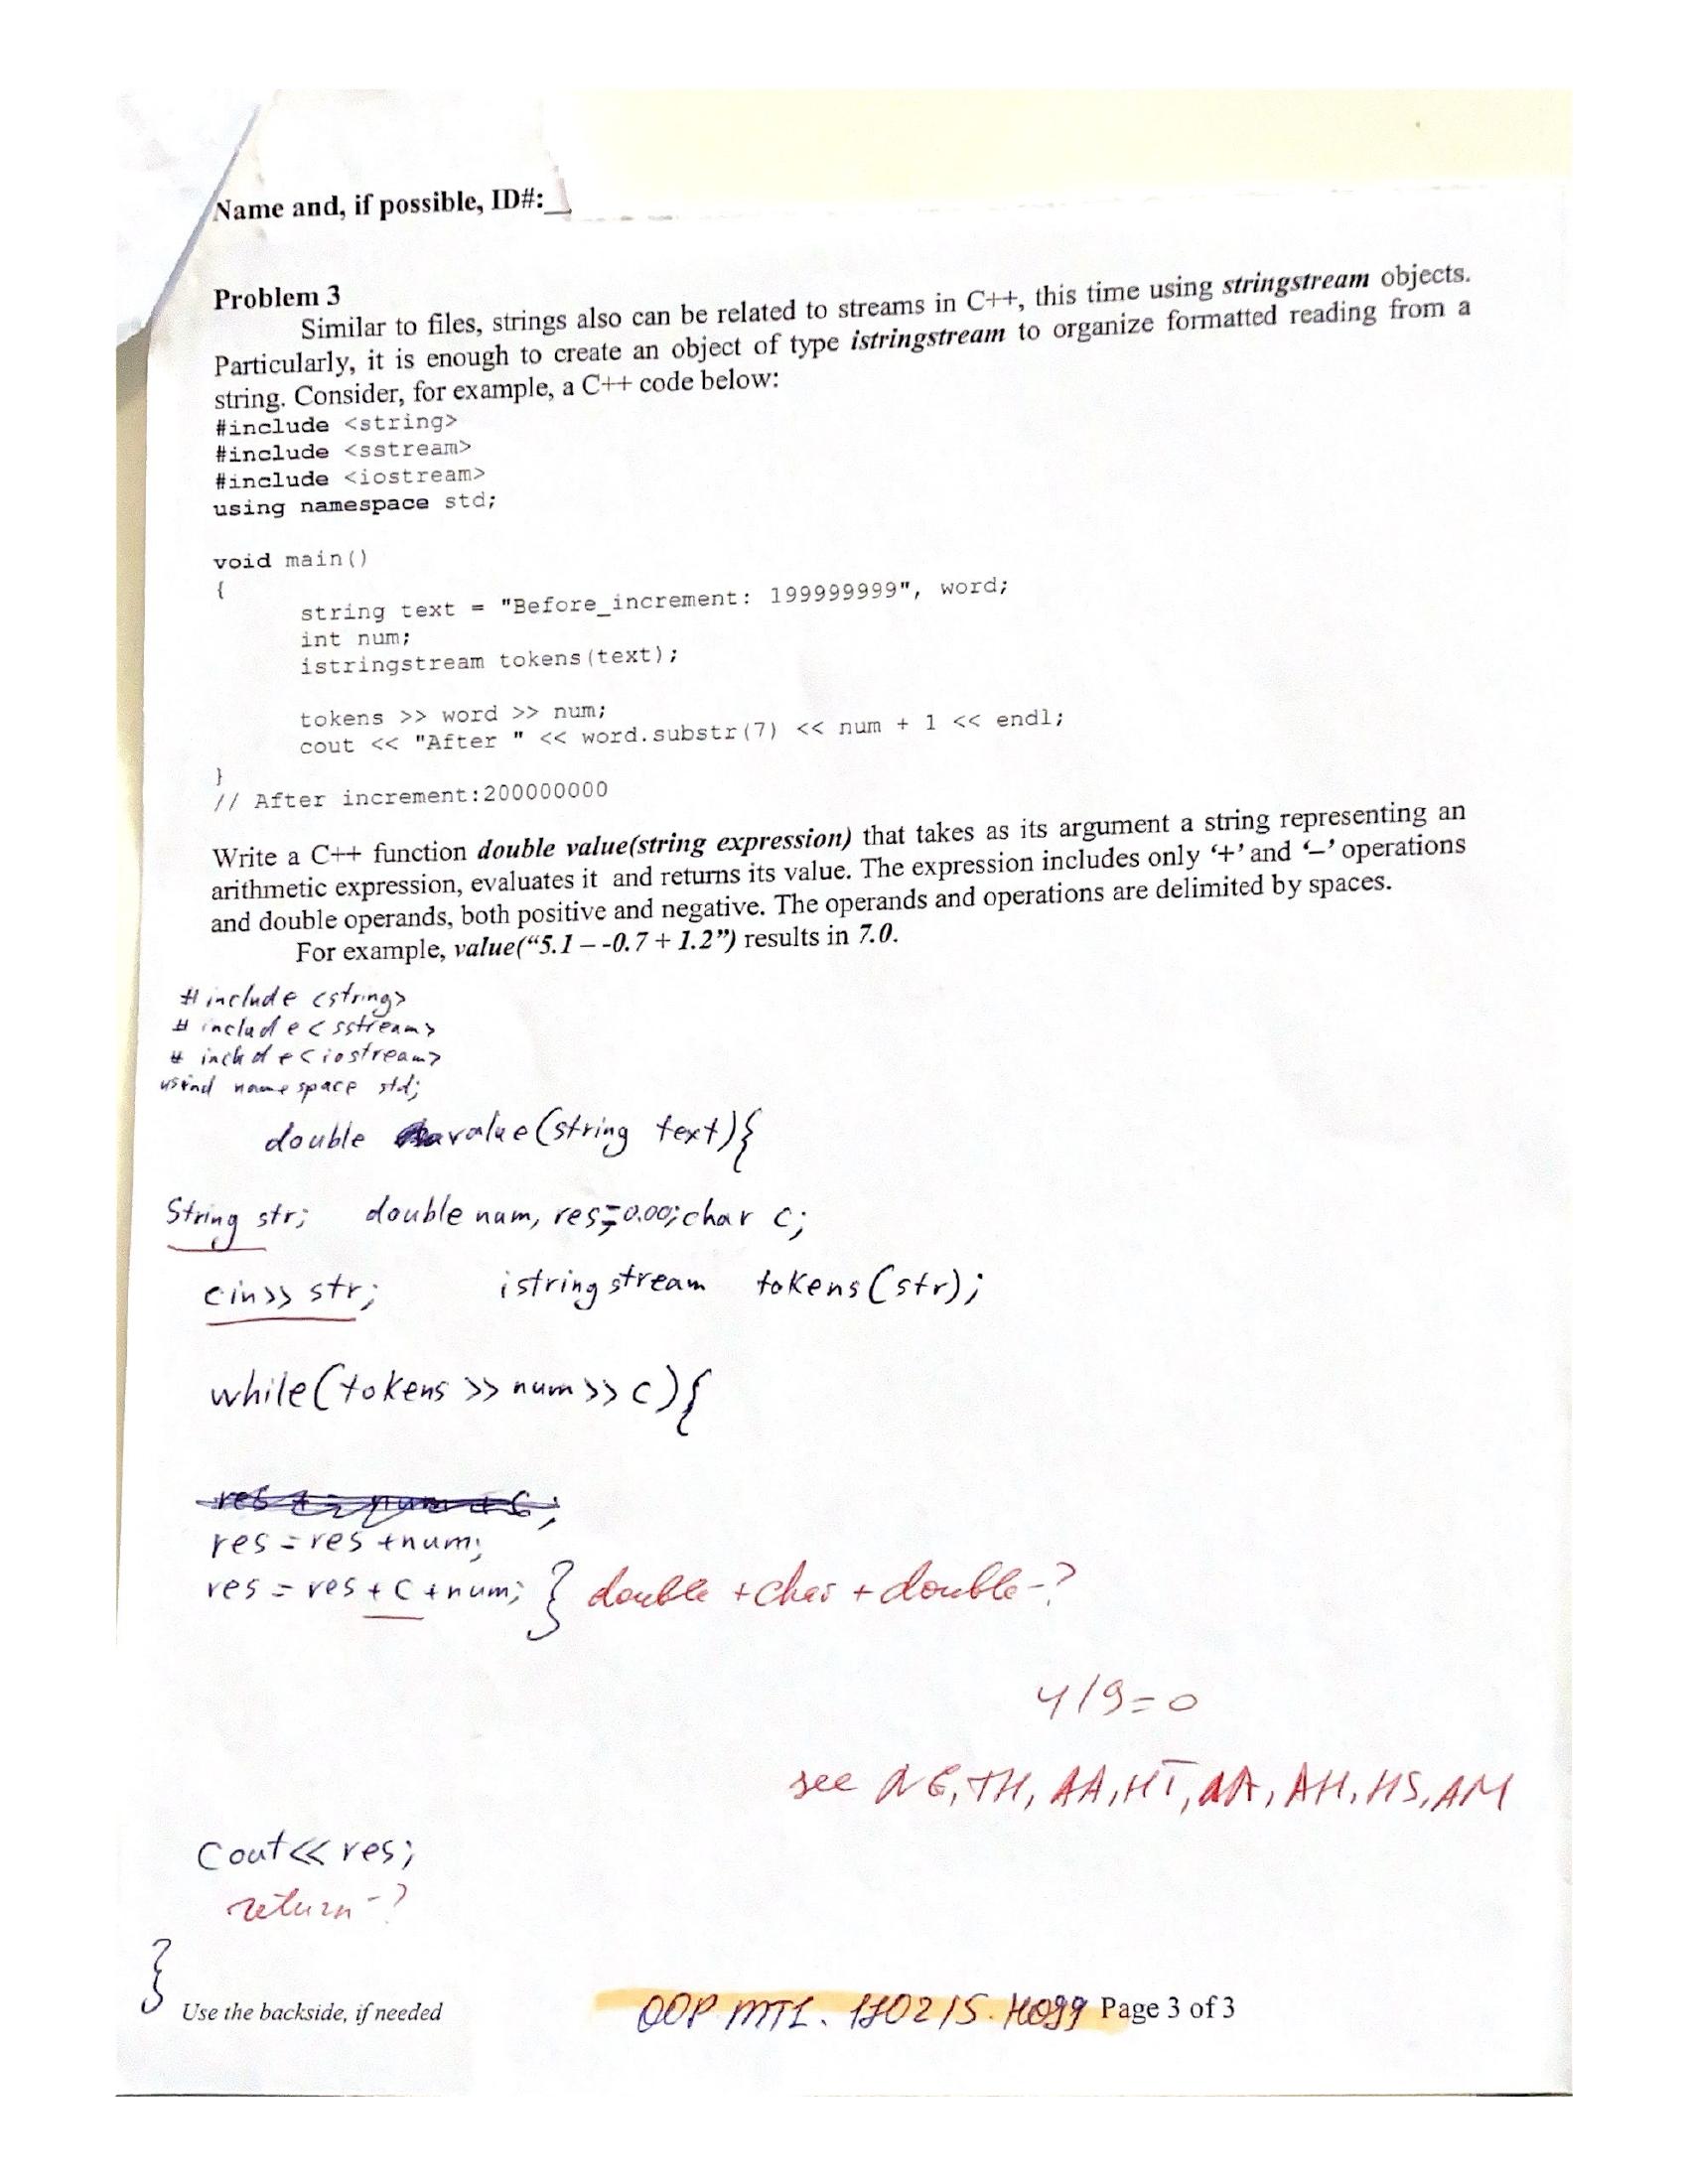 Name and, if possible, ID#:
Problem 3
Similar to files, strings also can be related to streams in C++, this time using stringstream objects.
Particularly, it is enough to create an object of type istringstream to organize formatted reading from a
string. Consider, for example, a C++ code below:
#include <string>
#include <sstream>
#include <iostream>
using namespace std;
void main()
{
string text = "Before_increment: 199999999", word;
int num;
istringstream tokens(text);
tokens >> word >> num;
cout << "After " << word.substr(7) << num + 1 << endl;
}
// After increment:200000000
Write a C++ function double value(string expression) that takes as its argument a string representing an
arithmetic expression, evaluates it and returns its value. The expression includes only ‘+’ and ‘–’ operations
and double operands, both positive and negative. The operands and operations are delimited by spaces.
For example, value(“5.1 – -0.7 + 1.2”) results in 7.0.
#include <string>
#include <sstream>
#include <iostream>
usind namespace std;
double value(string text){
String str; double num, res=0.00; char c;
cin>> str; istringstream tokens(str);
while(tokens >> num >> c){
res = res +num;
res = res + c +num; } double + char + double -?
4/9=0
see NG, TH, AA, HT, AA, AH, HS, AM
Cout<< res;
return -?
}
Use the backside, if needed
OOP MT1. 170215. Page 3 of 3